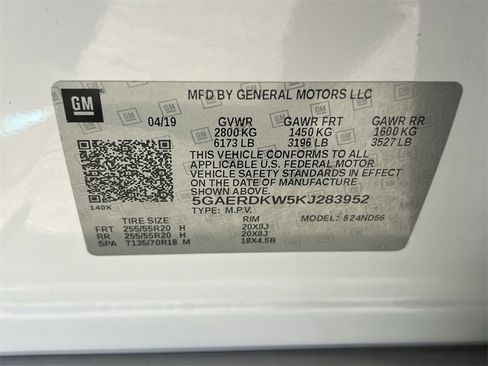 GM
MFD BY GENERAL MOTORS LLC
04/19 GVWR GAWR FRT GAWR RR
2800 KG 1450 KG 1600 KG
6173 LB 3196 LB 3527 LB
THIS VEHICLE CONFORMS TO ALL
APPLICABLE U.S. FEDERAL MOTOR
VEHICLE SAFETY STANDARDS IN EFFECT
ON THE DATE OF MANUFACTURE
SHOWN ABOVE.
140X 5GAERDKW5KJ283952
TYPE: M.P.V. MODEL: 624ND56
TIRE SIZE RIM
FRT 255/55R20 H 20X8J
RR 255/55R20 H 20X8J
SPA T135/70R18 M 18X4.5B